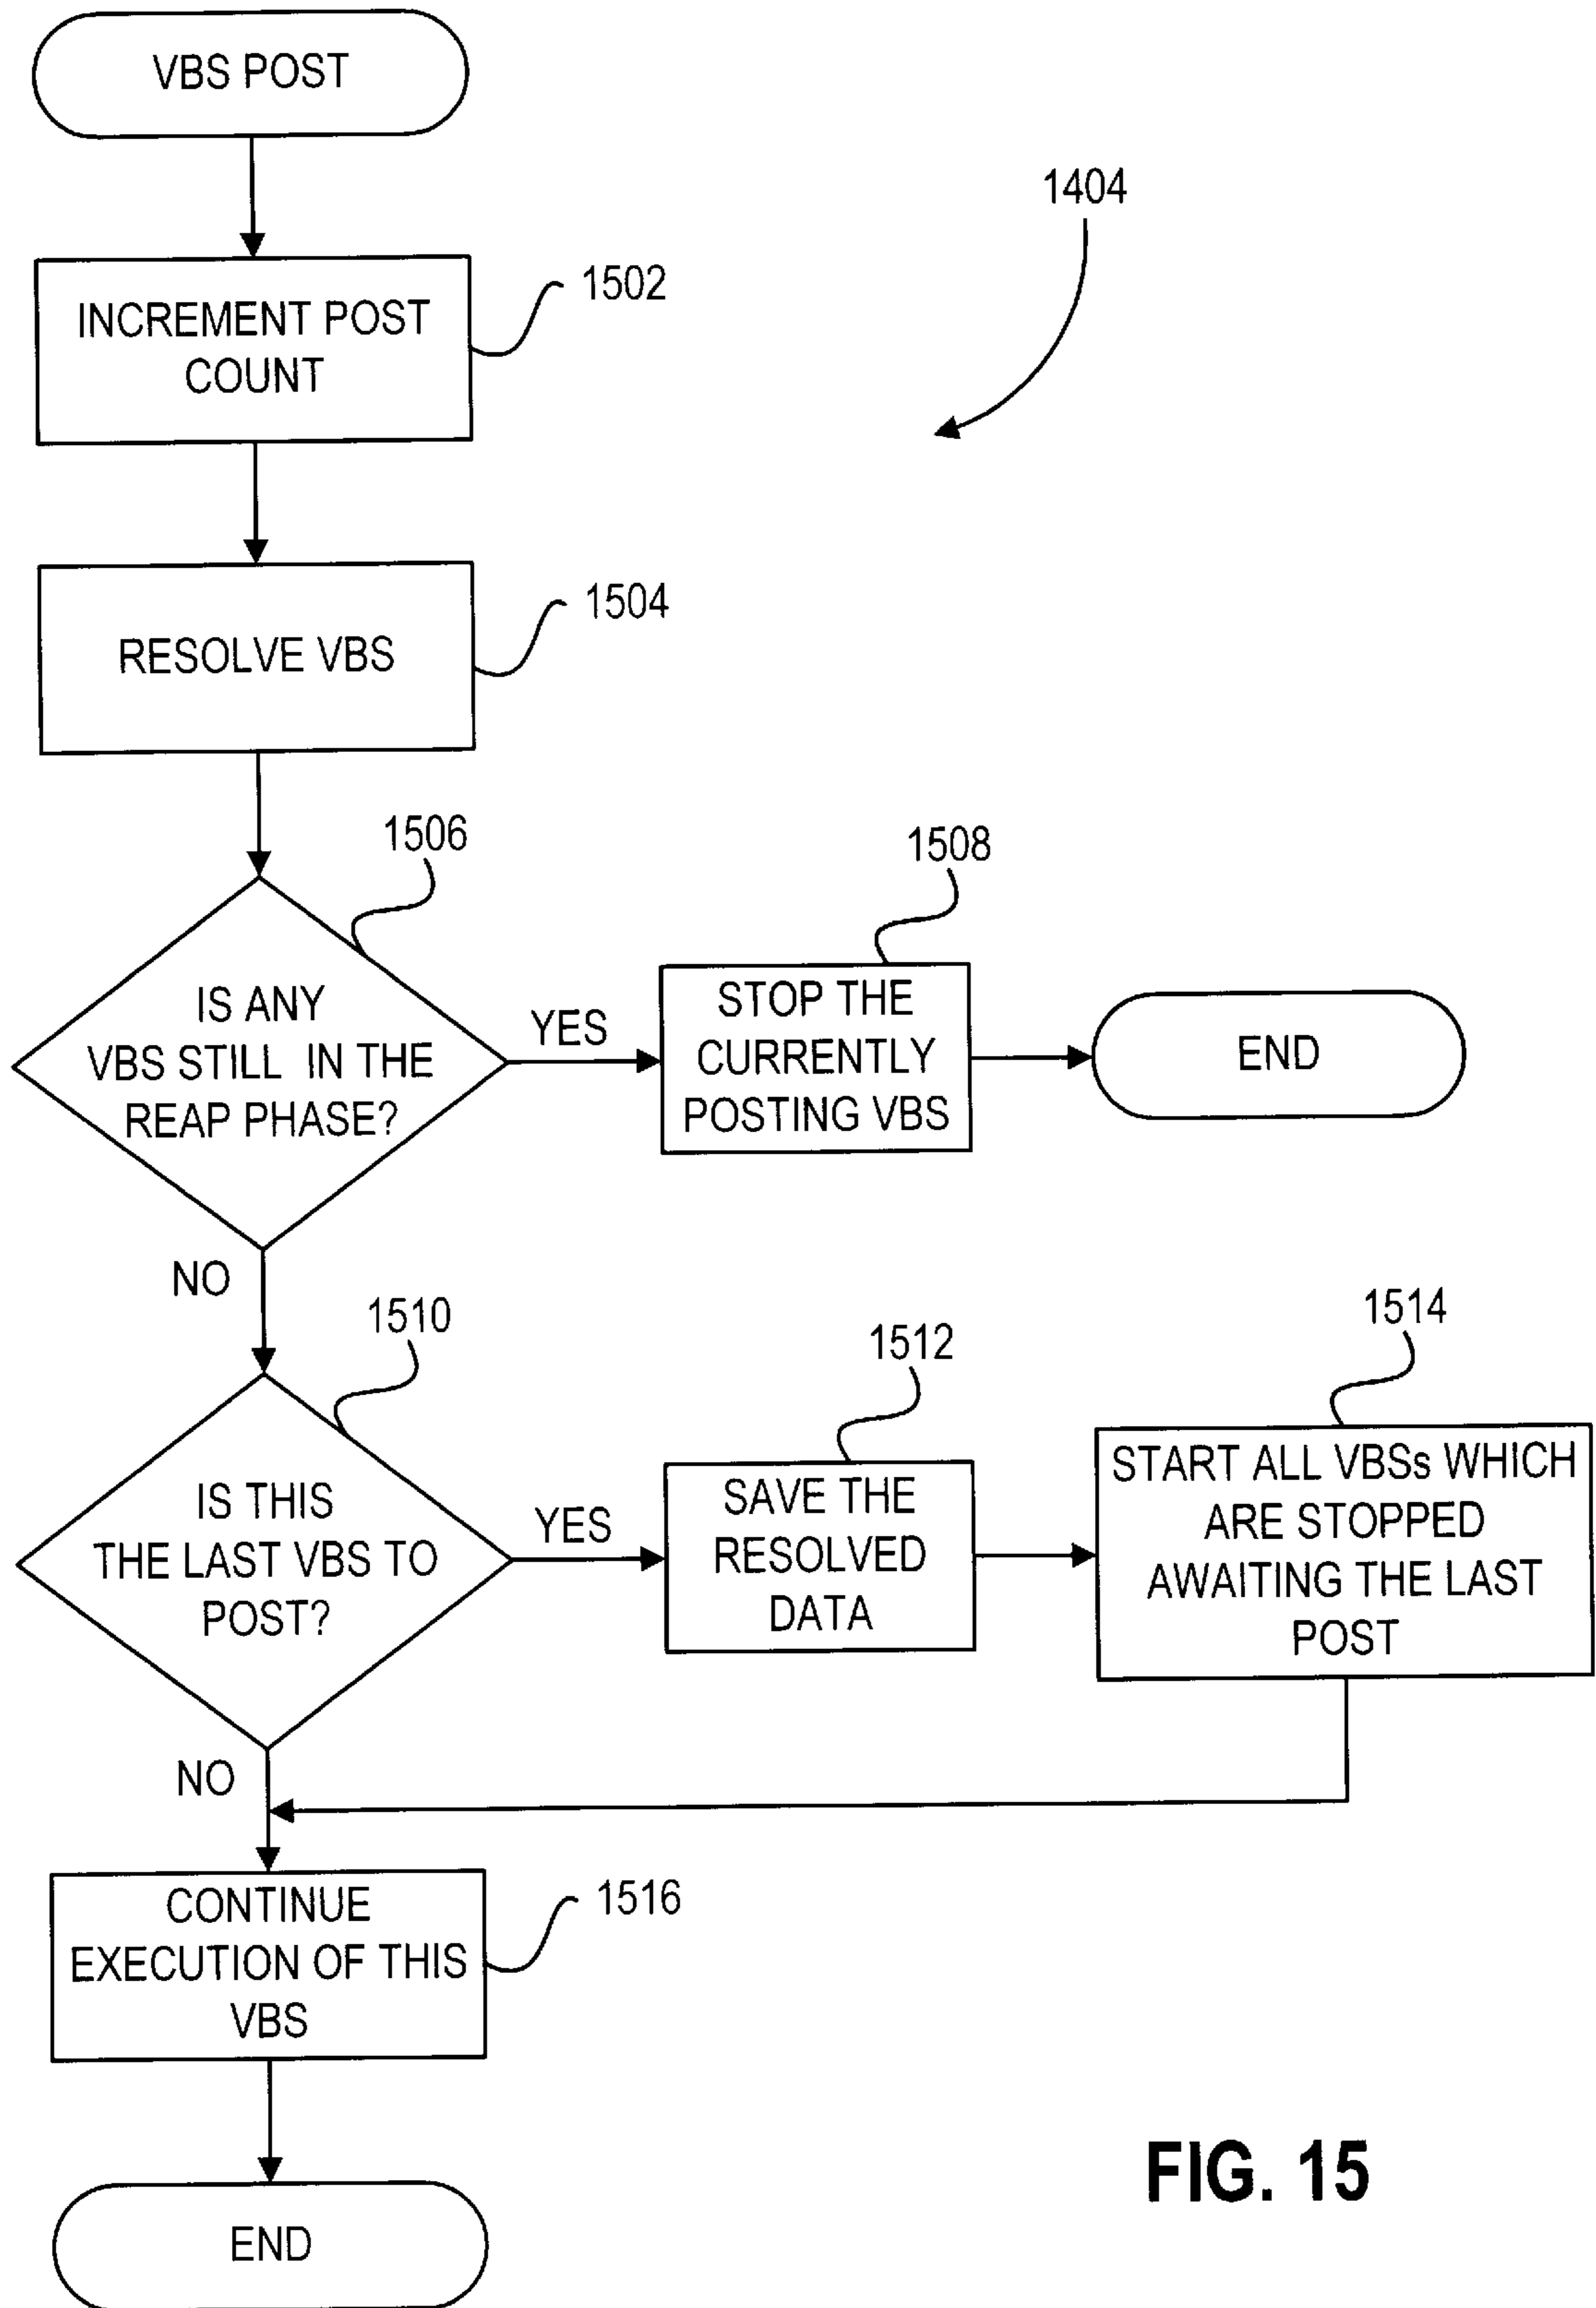 VBS POST
1404
INCREMENT POST
COUNT
1502
RESOLVE VBS
1504
1506
IS ANY
VBS STILL IN THE
REAP PHASE?
YES
1508
STOP THE
CURRENTLY
POSTING VBS
END
NO
1510
IS THIS
THE LAST VBS TO
POST?
YES
1512
SAVE THE
RESOLVED
DATA
1514
START ALL VBSs WHICH
ARE STOPPED
AWAITING THE LAST
POST
NO
CONTINUE
EXECUTION OF THIS
VBS
1516
END
FIG. 15